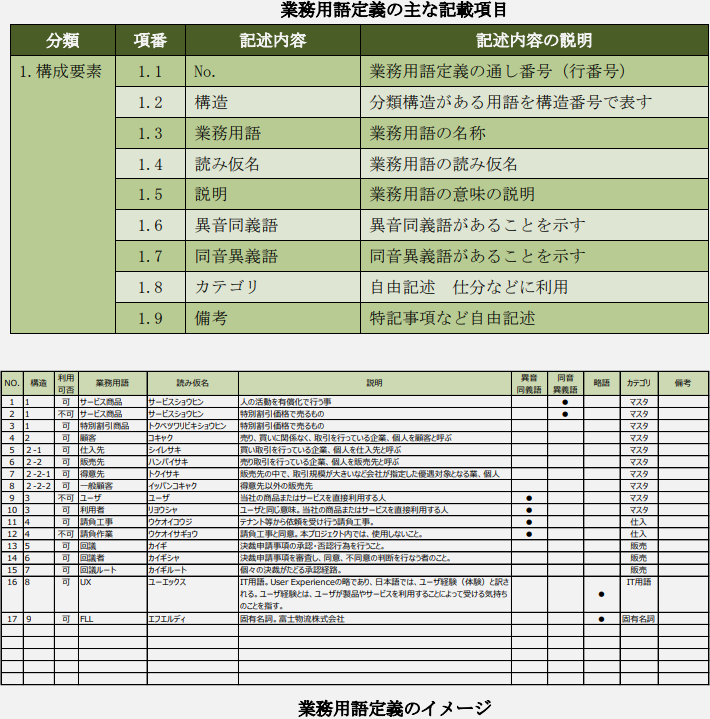 業務用語定義の主な記載項目
分類 項番 記述内容 記述内容の説明
1.構成要素 1.1 No. 業務用語定義の通し番号（行番号）
1.2 構造 分類構造がある用語を構造番号で表す
1.3 業務用語 業務用語の名称
1.4 読み仮名 業務用語の読み仮名
1.5 説明 業務用語の意味の説明
1.6 異音同義語 異音同義語があることを示す
1.7 同音異義語 同音異義語があることを示す
1.8 カテゴリ 自由記述　仕分などに利用
1.9 備考 特記事項など自由記述
NO. 構造 利用可否 業務用語 読み仮名 説明 異音同義語 同音異義語 略語 カテゴリ 備考
1 1 可 サービス商品 サービスショウヒン 人の活動を有償化で行う事 ● マスタ
2 1 不可 サービス商品 サービスショウヒン 特別割引価格で売るもの ● マスタ
3 1 可 特別割引商品 トクベツワリビキショウヒン 特別割引価格で売るもの マスタ
4 2 可 顧客 コキャク 売り、買いに関係なく、取引を行っている企業、個人を顧客と呼ぶ マスタ
5 2-1 可 仕入先 シイレサキ 買い取引を行っている企業、個人を仕入先と呼ぶ マスタ
6 2-2 可 販売先 ハンバイサキ 売り取引を行っている企業、個人を販売先と呼ぶ マスタ
7 2-2-1 可 得意先 トクイサキ 販売先の中で、取引規模が大きいなど会社が指定した優遇対象となる業、個人 マスタ
8 2-2-2 可 一般顧客 イッパンコキャク 得意先以外の販売先 マスタ
9 3 不可 ユーザ ユーザ 当社の商品またはサービスを直接利用する人 ● マスタ
10 3 可 利用者 リヨウシャ ユーザと同じ意味。当社の商品またはサービスを直接利用する人 ● マスタ
11 4 可 請負工事 ウケオイコウジ テナント等から依頼を受け行う請負工事。 ● 仕入
12 4 不可 請負作業 ウケオイサギョウ 請負工事と同意。本プロジェクト内では、使用しないこと。 ● 仕入
13 5 可 回議 カイギ 決裁申請事項の承認・否認行為を行うこと。 販売
14 6 可 回議者 カイギシャ 決裁申請事項を審査し、同意、不同意の判断を行なう者のこと。 販売
15 7 可 回議ルート カイギルート 個々の決裁がたどる承認経路。 販売
16 8 可 UX ユーエックス IT用語。User Experienceの略であり、日本語では、ユーザ経験（体験）と訳さ ● IT用語
れる。ユーザ経験とは、ユーザが製品やサービスを利用することによって受ける気持ち
のことを指す。
17 9 可 FLL エフエルディ 固有名詞。富士物流株式会社 ● 固有名詞
業務用語定義のイメージ